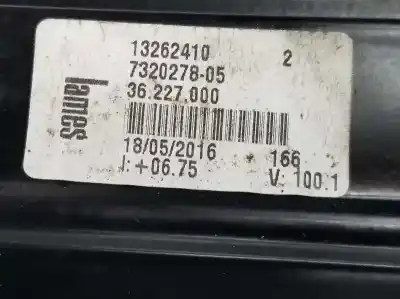 13262410 2
7320278-05
36.227,000
Lames
18/05/2016 166
I: +06.75 V: 100.1